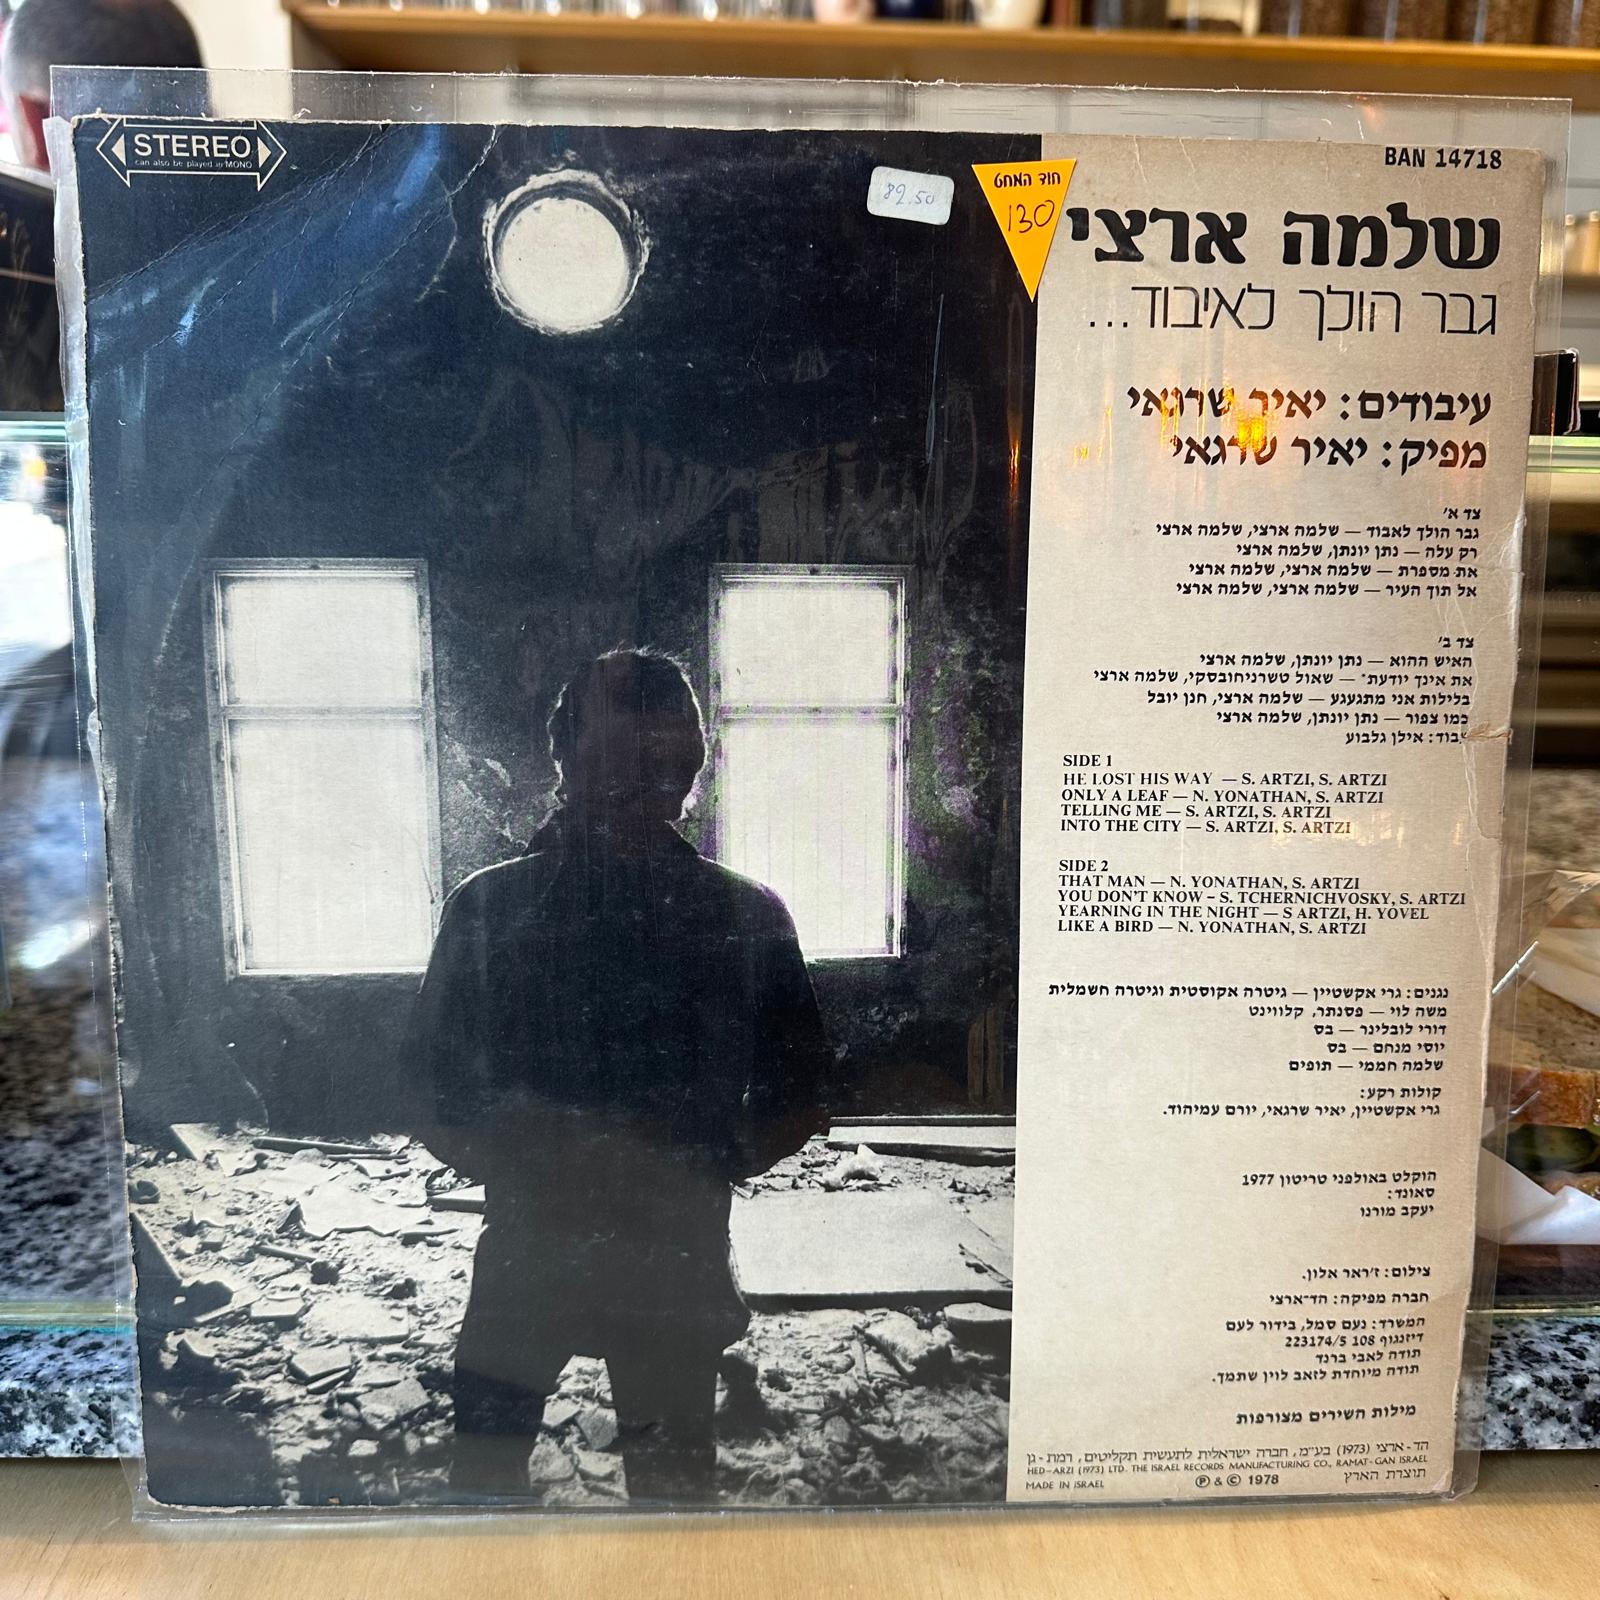 STEREO
can also be played in MONO
82.50
חוד המחט
130
BAN 14718
שלמה ארצי
גבר הולך לאיבוד...
עיבודים: יאיר שרגאי
מפיק: יאיר שרגאי
צד א׳
גבר הולך לאבוד — שלמה ארצי, שלמה ארצי
רק עלה — נתן יונתן, שלמה ארצי
את מספרת — שלמה ארצי, שלמה ארצי
אל תוך העיר — שלמה ארצי, שלמה ארצי
צד ב׳
האיש ההוא — נתן יונתן, שלמה ארצי
את אינך יודעת* — שאול טשרניחובסקי, שלמה ארצי
בלילות אני מתגעגע — שלמה ארצי, חנן יובל
כמו צפור — נתן יונתן, שלמה ארצי
אילן גלבוע
SIDE 1
HE LOST HIS WAY — S. ARTZI, S. ARTZI
ONLY A LEAF — N. YONATHAN, S. ARTZI
TELLING ME — S. ARTZI, S. ARTZI
INTO THE CITY — S. ARTZI, S. ARTZI
SIDE 2
THAT MAN — N. YONATHAN, S. ARTZI
YOU DON'T KNOW – S. TCHERNICHVOSKY, S. ARTZI
YEARNING IN THE NIGHT — S ARTZI, H. YOVEL
LIKE A BIRD — N. YONATHAN, S. ARTZI
נגנים: גרי אקשטיין — גיטרה אקוסטית וגיטרה חשמלית
משה לוי — פסנתר, קלווינט
דורי לובלינר — בס
יוסי מנחם — בס
שלמה חממי — תופים
קולות רקע:
גרי אקשטיין, יאיר שרגאי, יורם עמיהוד.
הוקלט באולפני טריטון 1977
סאונד:
יעקב מורנו
צילום: ז׳ראר אלון.
חברה מפיקה: הד־ארצי
המשרד: נעם סמל, בידור לעם
דיזנגוף 108 223174/5
תודה לאבי ברנד
תודה מיוחדת לזאב לוין שתמך.
מילות השירים מצורפות
הד - ארצי (1973) בע״מ, חברה ישראלית לתעשית תקליטים, רמת - גן
HED–ARZI (1973) LTD. THE ISRAEL RECORDS MANUFACTURING CO., RAMAT-GAN ISRAEL
MADE IN ISRAEL ℗ & © 1978 תוצרת הארץ